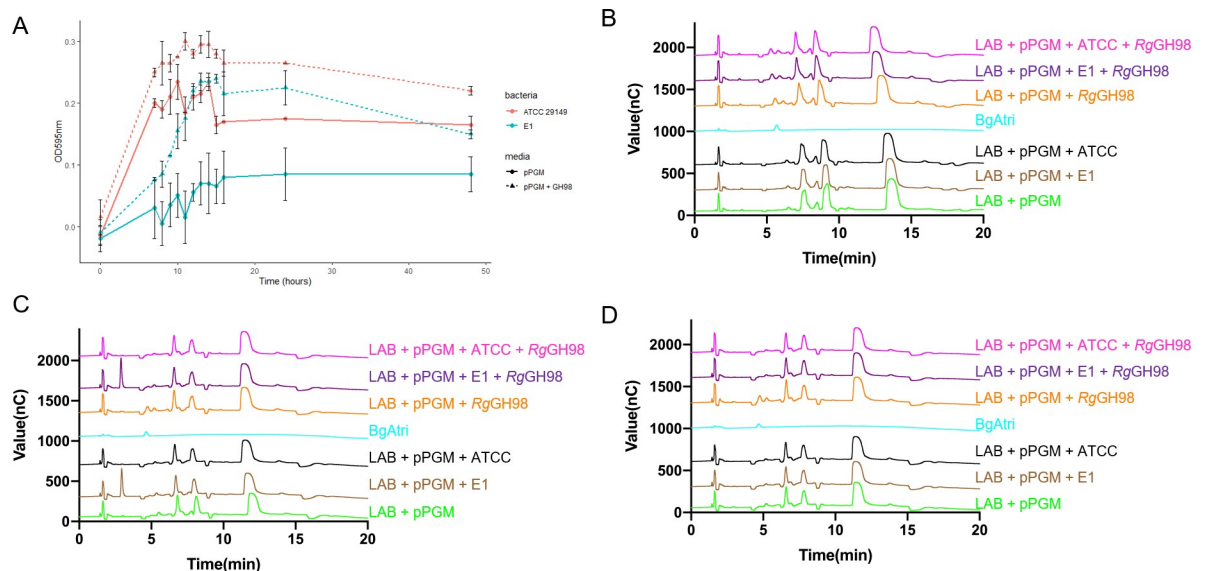 A
OD595nm
0.3
0.2
0.1
0.0
0
10
20
30
40
50
Time (hours)
bacteria
ATCC 29149
E1
media
pPGM
pPGM + GH98
B
Value(nC)
2000
1500
1000
500
0
0
5
10
15
20
Time(min)
LAB + pPGM + ATCC + RgGH98
LAB + pPGM + E1 + RgGH98
LAB + pPGM + RgGH98
BgAtri
LAB + pPGM + ATCC
LAB + pPGM + E1
LAB + pPGM
C
Value(nC)
2000
1500
1000
500
0
0
5
10
15
20
Time(min)
LAB + pPGM + ATCC + RgGH98
LAB + pPGM + E1 + RgGH98
LAB + pPGM + RgGH98
BgAtri
LAB + pPGM + ATCC
LAB + pPGM + E1
LAB + pPGM
D
Value(nC)
2000
1500
1000
500
0
0
5
10
15
20
Time(min)
LAB + pPGM + ATCC + RgGH98
LAB + pPGM + E1 + RgGH98
LAB + pPGM + RgGH98
BgAtri
LAB + pPGM + ATCC
LAB + pPGM + E1
LAB + pPGM